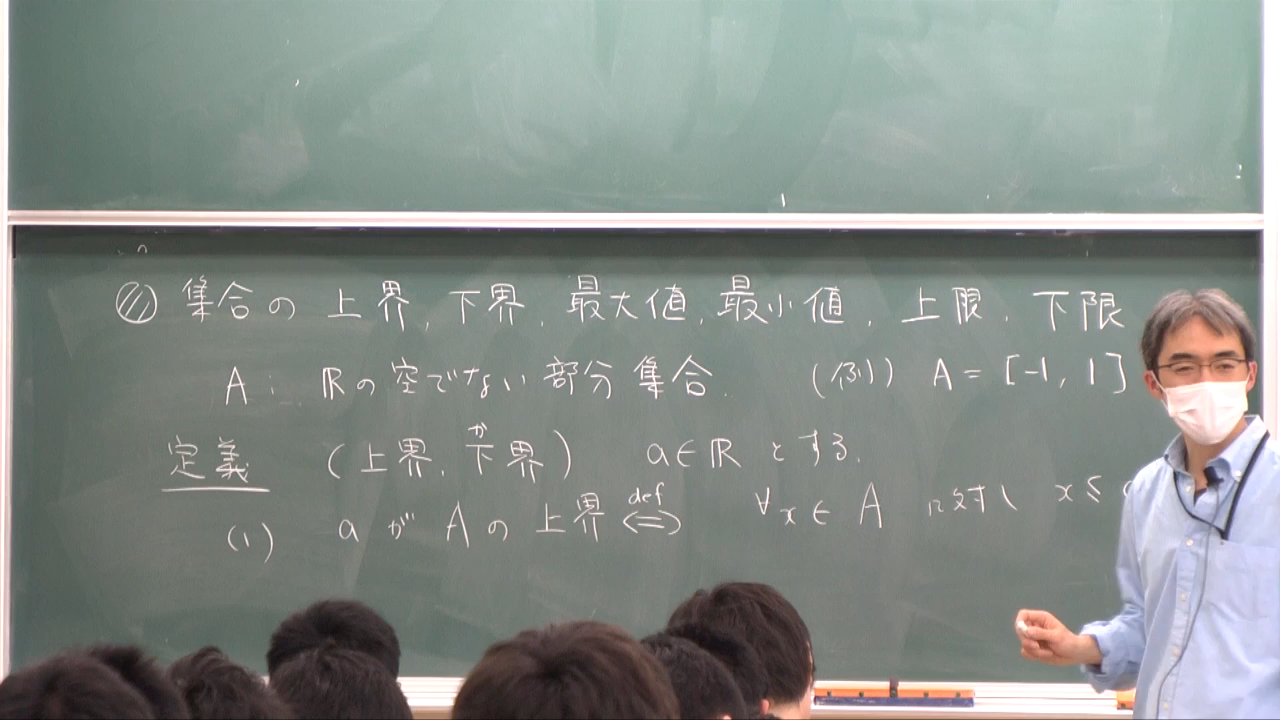 集合の 上界, 下界, 最大値, 最小値, 上限, 下限
A: ℝの空でない部分集合. (例) A = [-1, 1]
定義 (上界, 下界) a∈ℝ とする.
か
(1) a が A の 上界 ⇔ ∀x ∈ A に対し x ≤
def